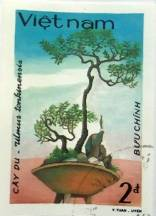 Việt nam
CÂY DU - Ulmus tonkinensis
BƯU CHÍNH
2đ